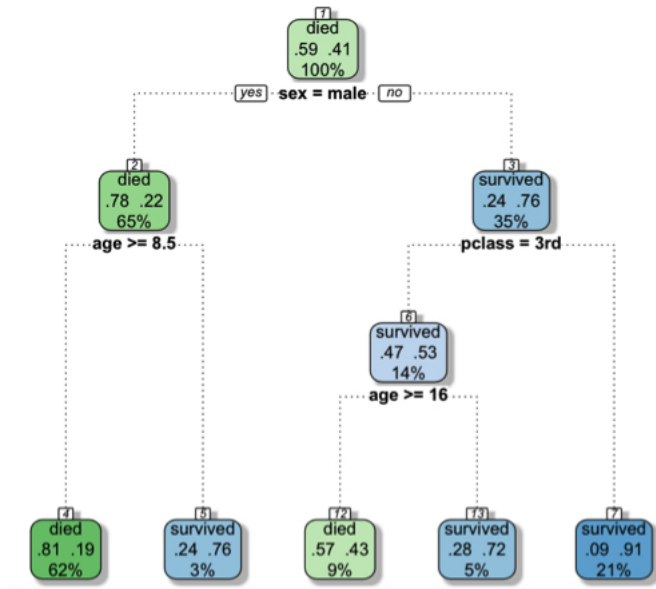 1
died
.59 .41
100%
yes sex = male no
2
died
.78 .22
65%
age >= 8.5
3
survived
.24 .76
35%
pclass = 3rd
6
survived
.47 .53
14%
age >= 16
4
died
.81 .19
62%
5
survived
.24 .76
3%
12
died
.57 .43
9%
13
survived
.28 .72
5%
7
survived
.09 .91
21%